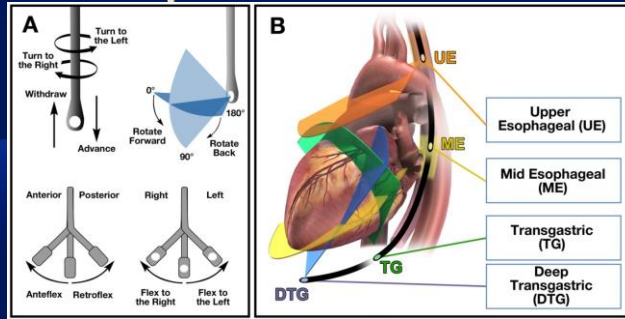 A
Turn to
the Left
Turn to
the Right
Withdraw
Advance
0°
180°
Rotate
Forward
90°
Rotate
Back
Anterior
Posterior
Anteflex
Retroflex
Right
Left
Flex to
the Right
Flex to
the Left
B
UE
ME
TG
DTG
Upper
Esophageal (UE)
Mid Esophageal
(ME)
Transgastric
(TG)
Deep
Transgastric
(DTG)